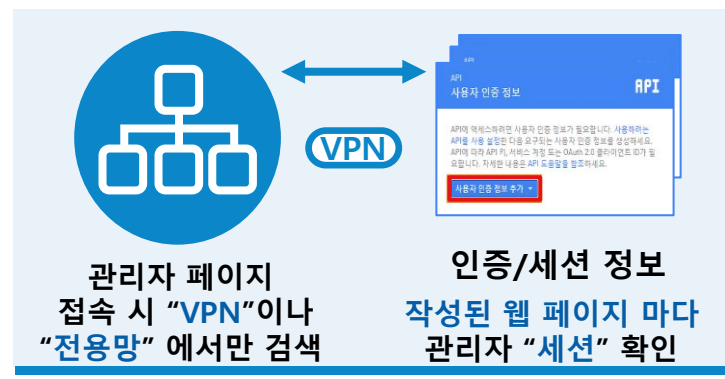 API
API
사용자 인증 정보
API
API에 액세스하려면 사용자 인증 정보가 필요합니다. 사용하려는
API를 사용 설정한 다음 요구되는 사용자 인증 정보를 생성하세요.
API에 따라 API 키, 서비스 계정 또는 OAuth 2.0 클라이언트 ID가 필
요합니다. 자세한 내용은 API 도움말을 참조하세요.
사용자 인증 정보 추가
VPN
관리자 페이지
접속 시 “VPN”이나
“전용망” 에서만 검색
인증/세션 정보
작성된 웹 페이지 마다
관리자 “세션” 확인